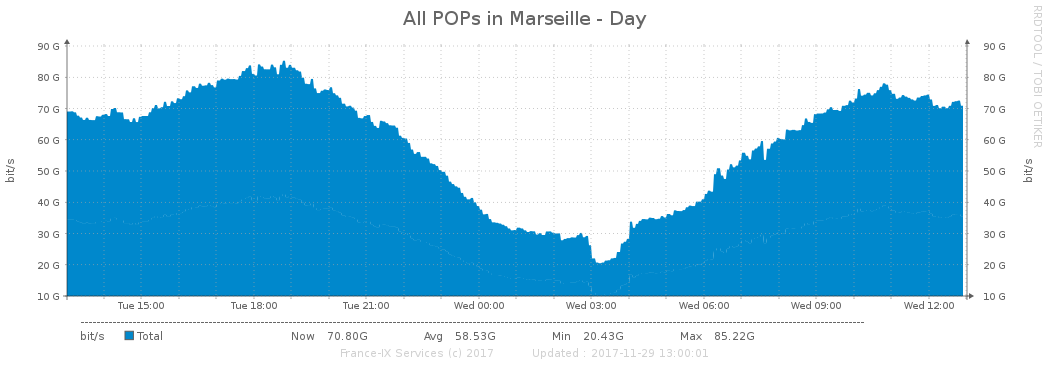 All POPs in Marseille - Day
RRDTOOL / TOBI OETIKER
90 G 90 G
80 G 80 G
70 G 70 G
60 G 60 G
50 G 50 G
40 G 40 G
30 G 30 G
20 G 20 G
10 G 10 G
bit/s
bit/s
Tue 15:00 Tue 18:00 Tue 21:00 Wed 00:00 Wed 03:00 Wed 06:00 Wed 09:00 Wed 12:00
bit/s Total Now 70.80G Avg 58.53G Min 20.43G Max 85.22G
France-IX Services (c) 2017 Updated : 2017-11-29 13:00:01